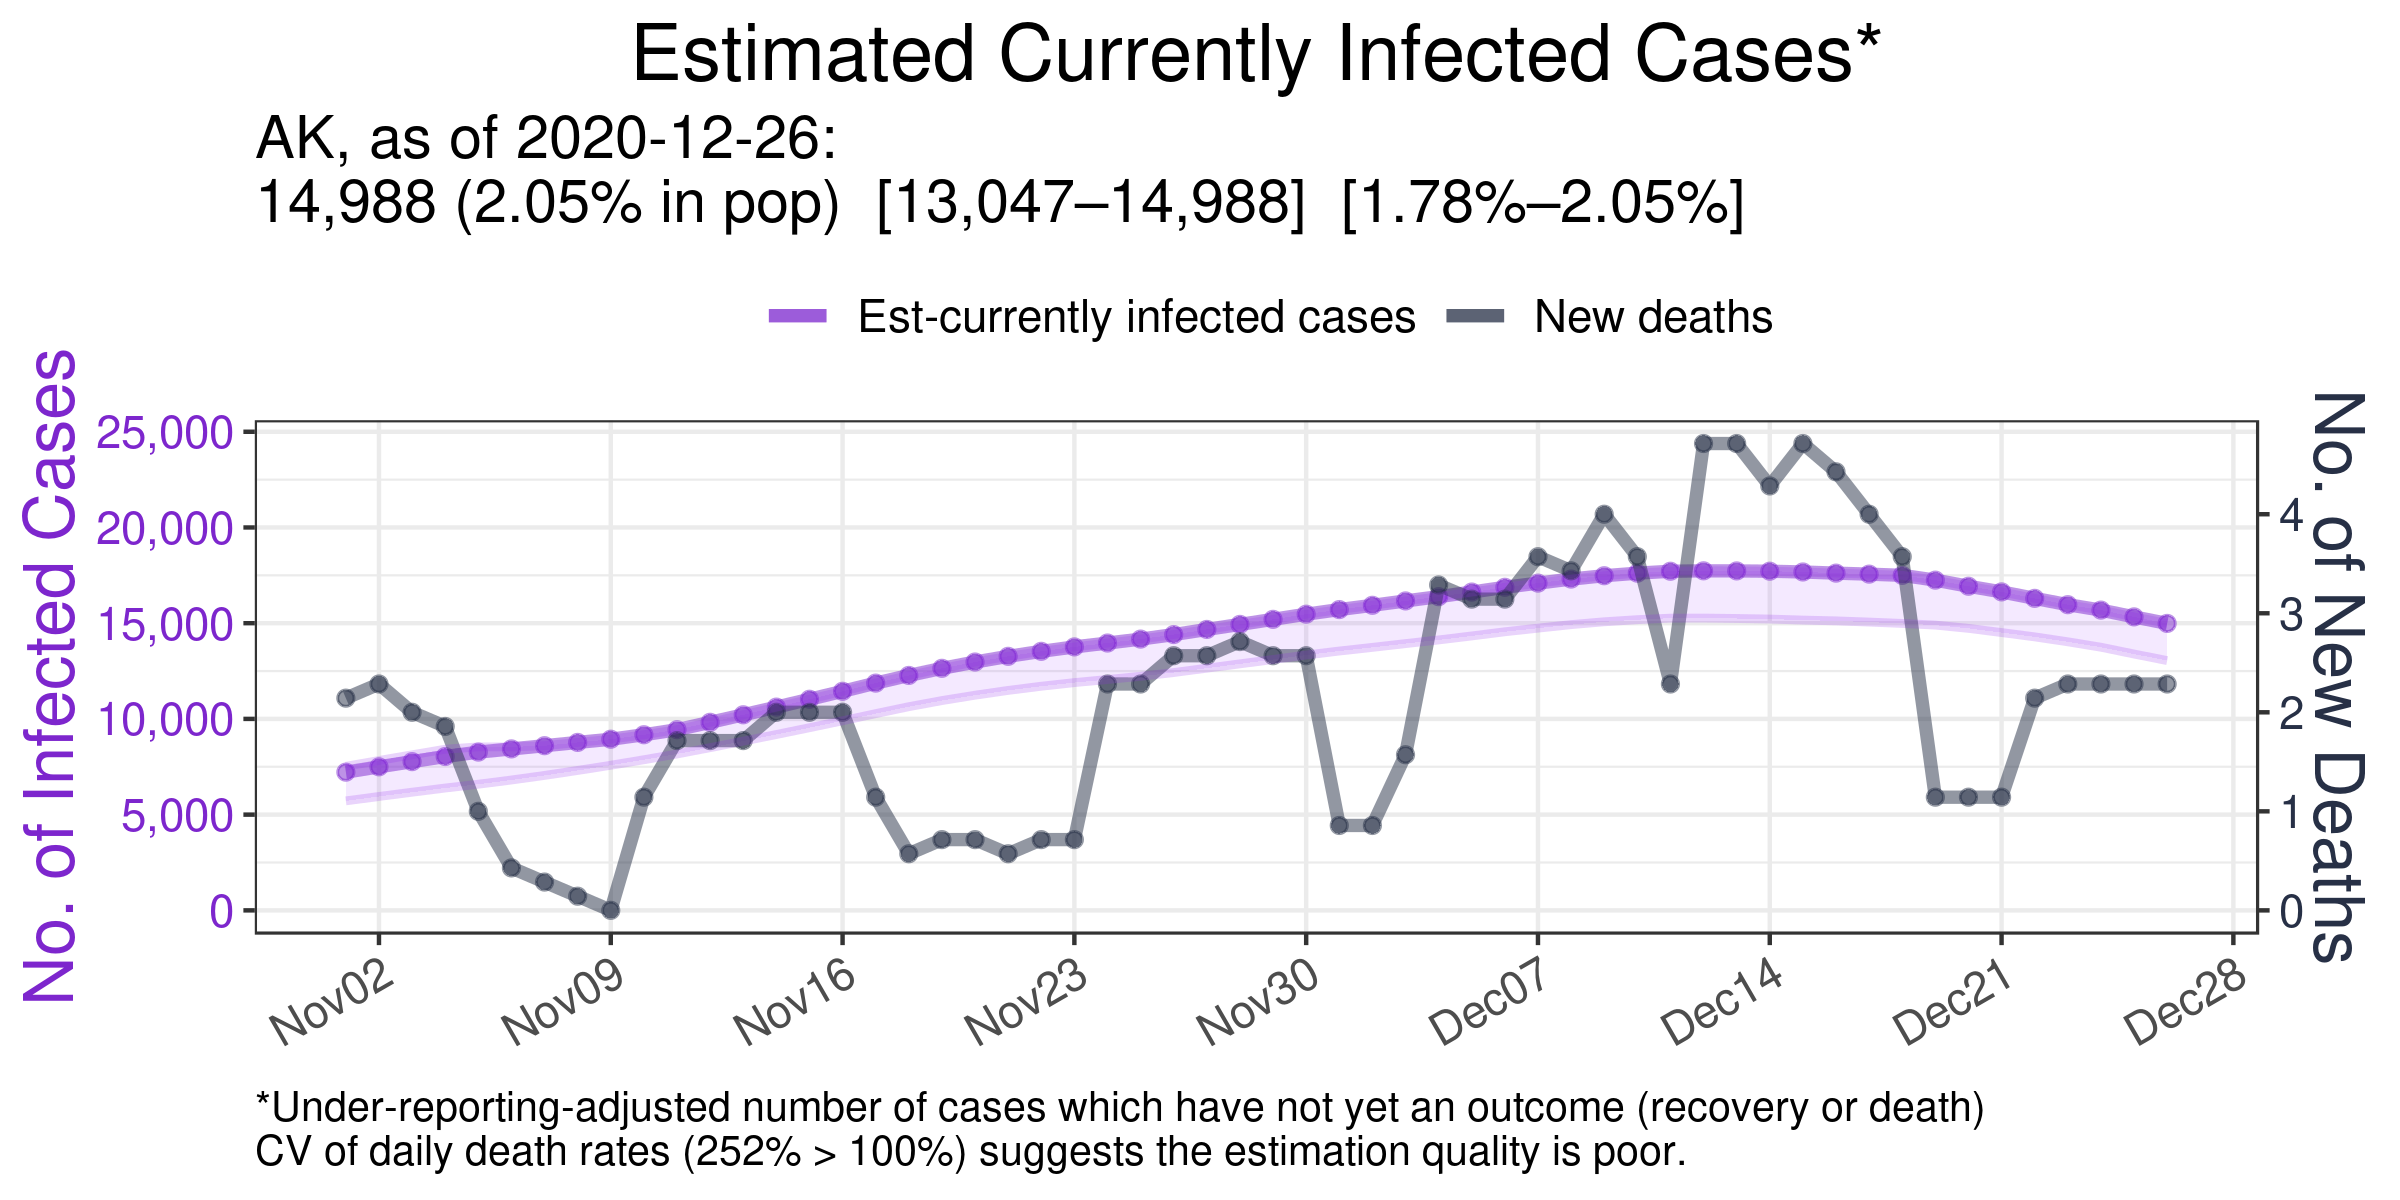 Estimated Currently Infected Cases*
AK, as of 2020-12-26:
14,988 (2.05% in pop)  [13,047–14,988]  [1.78%–2.05%]
Est-currently infected cases
New deaths
No. of Infected Cases
25,000
20,000
15,000
10,000
5,000
0
No. of New Deaths
4
3
2
1
0
Nov02
Nov09
Nov16
Nov23
Nov30
Dec07
Dec14
Dec21
Dec28
*Under-reporting-adjusted number of cases which have not yet an outcome (recovery or death)
CV of daily death rates (252% > 100%) suggests the estimation quality is poor.